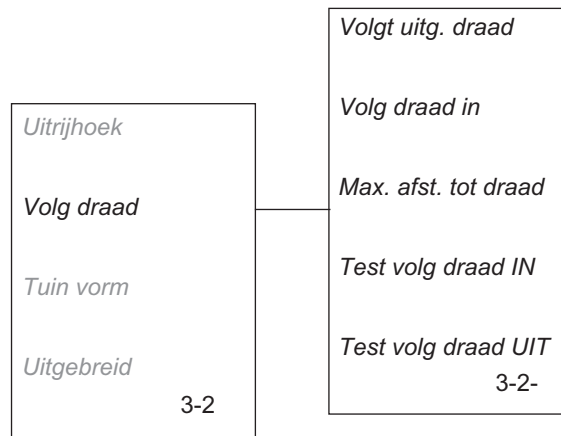 Uitrijhoek
Volg draad
Tuin vorm
Uitgebreid
3-2
Volgt uitg. draad
Volg draad in
Max. afst. tot draad
Test volg draad IN
Test volg draad UIT
3-2-